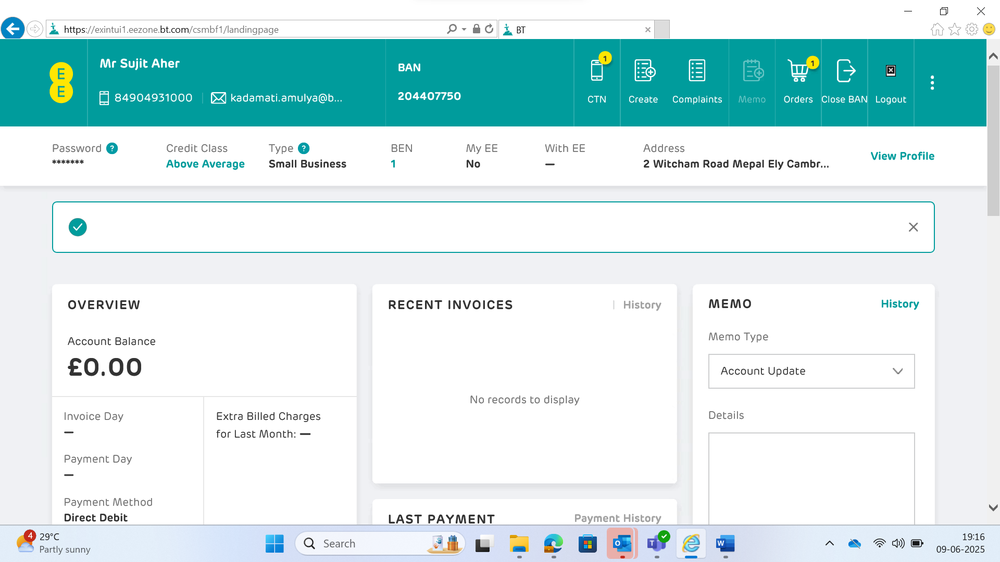 https://exintui1.eezone.bt.com/csmbf1/landingpage
BT
E
E
Mr Sujit Aher
84904931000
kadamati.amulya@b...
BAN
204407750
1
CTN
Create
Complaints
Memo
1
Orders
Close BAN
Logout
Password ?
*******
Credit Class
Above Average
Type ?
Small Business
BEN
1
My EE
No
With EE
—
Address
2 Witcham Road Mepal Ely Cambr...
View Profile
OVERVIEW
Account Balance
£0.00
Invoice Day
—
Payment Day
—
Payment Method
Direct Debit
Extra Billed Charges
for Last Month: —
RECENT INVOICES
| History
No records to display
LAST PAYMENT
Payment History
MEMO
History
Memo Type
Account Update
Details
4
29°C
Partly sunny
Search
19:16
09-06-2025